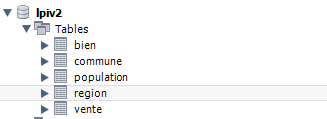 lpiv2
Tables
bien
commune
population
region
vente